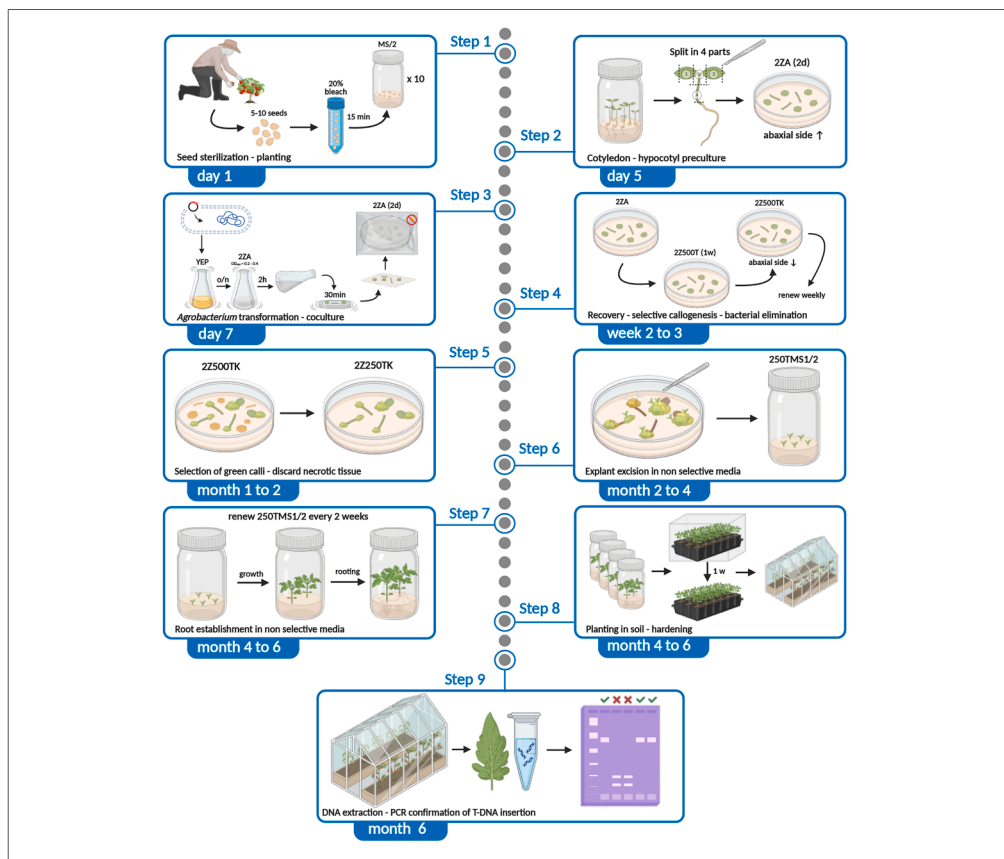 Step 1
MS/2
x 10
20%
bleach
15 min
5-10 seeds
Seed sterilization - planting
day 1
Step 2
Split in 4 parts
2ZA (2d)
abaxial side ↑
Cotyledon - hypocotyl preculture
day 5
Step 3
2ZA (2d)
YEP
2ZA
o/n
2h
30min
Agrobacterium transformation - coculture
day 7
Step 4
2ZA
2Z500TK
2Z500T (1w)
abaxial side ↓
renew weekly
Recovery - selective callogenesis - bacterial elimination
week 2 to 3
Step 5
2Z500TK
2Z250TK
Selection of green calli - discard necrotic tissue
month 1 to 2
Step 6
250TMS1/2
Explant excision in non selective media
month 2 to 4
Step 7
renew 250TMS1/2 every 2 weeks
growth
rooting
Root establishment in non selective media
month 4 to 6
Step 8
1 w
Planting in soil - hardening
month 4 to 6
Step 9
DNA extraction - PCR confirmation of T-DNA insertion
month 6